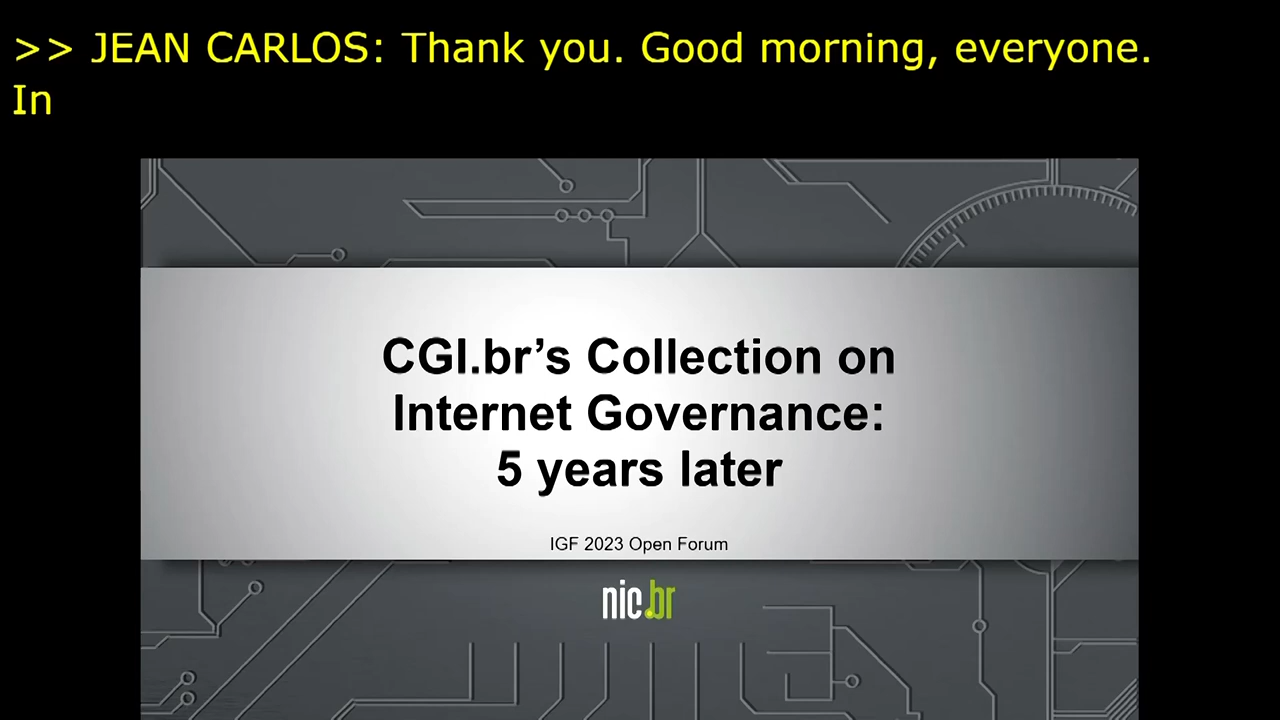 >> JEAN CARLOS: Thank you. Good morning, everyone.
In
CGI.br’s Collection on
Internet Governance:
5 years later
IGF 2023 Open Forum
nic.br